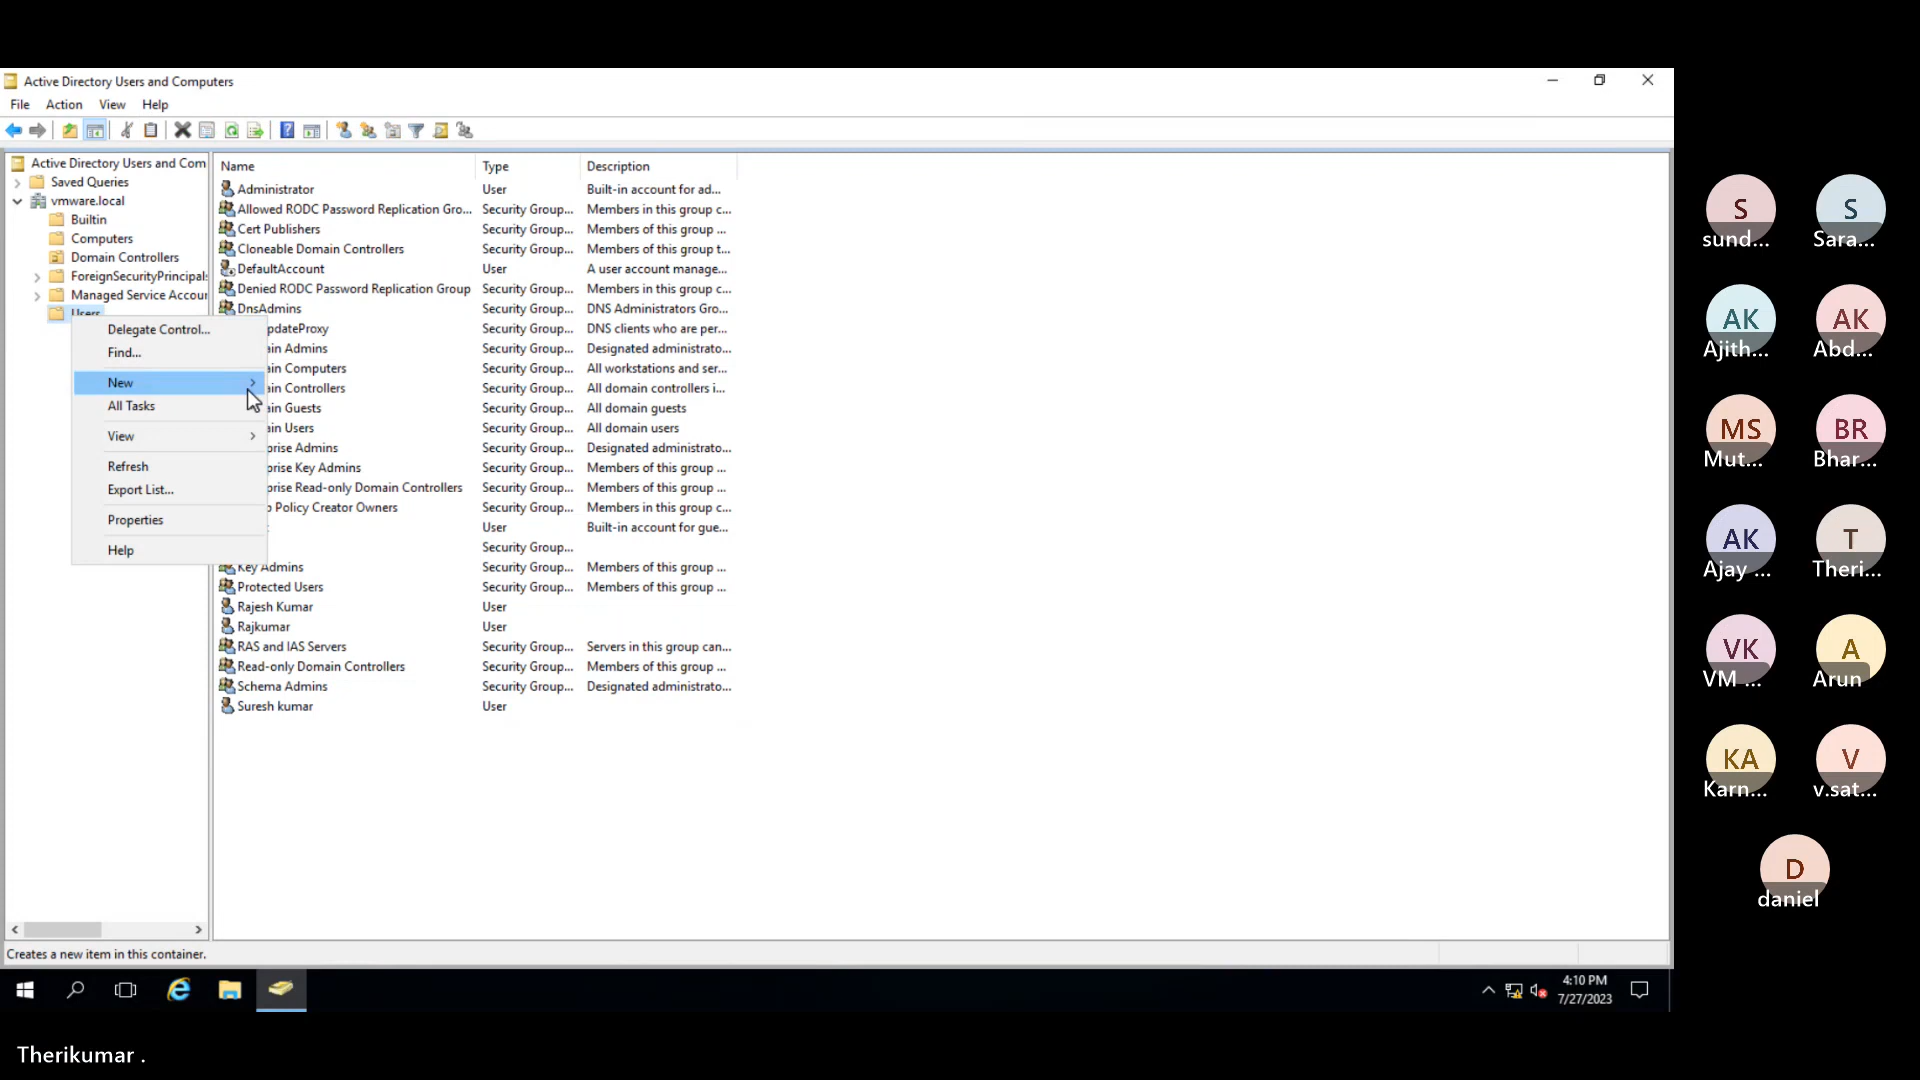 Active Directory Users and Computers
File Action View Help
Active Directory Users and Com
Saved Queries
vmware.local
Builtin
Computers
Domain Controllers
ForeignSecurityPrincipals
Managed Service Accour
Users
Delegate Control...
Find...
New
All Tasks
View
Refresh
Export List...
Properties
Help
Name Type Description
Administrator User Built-in account for ad...
Allowed RODC Password Replication Gro... Security Group... Members in this group c...
Cert Publishers Security Group... Members of this group ...
Cloneable Domain Controllers Security Group... Members of this group t...
DefaultAccount User A user account manage...
Denied RODC Password Replication Group Security Group... Members in this group c...
DnsAdmins Security Group... DNS Administrators Gro...
pdateProxy Security Group... DNS clients who are per...
ain Admins Security Group... Designated administrato...
ain Computers Security Group... All workstations and ser...
ain Controllers Security Group... All domain controllers i...
ain Guests Security Group... All domain guests
ain Users Security Group... All domain users
prise Admins Security Group... Designated administrato...
prise Key Admins Security Group... Members of this group ...
prise Read-only Domain Controllers Security Group... Members of this group ...
p Policy Creator Owners Security Group... Members in this group c...
User Built-in account for gue...
Security Group...
Key Admins Security Group... Members of this group ...
Protected Users Security Group... Members of this group ...
Rajesh Kumar User
Rajkumar User
RAS and IAS Servers Security Group... Servers in this group can...
Read-only Domain Controllers Security Group... Members of this group ...
Schema Admins Security Group... Designated administrato...
Suresh kumar User
Creates a new item in this container.
4:10 PM
7/27/2023
S S
sund... Sara...
AK AK
Ajith... Abd...
MS BR
Mut... Bhar...
AK T
Ajay ... Theri...
VK A
VM ... Arun
KA V
Karn... v.sat...
D
daniel
Therikumar .